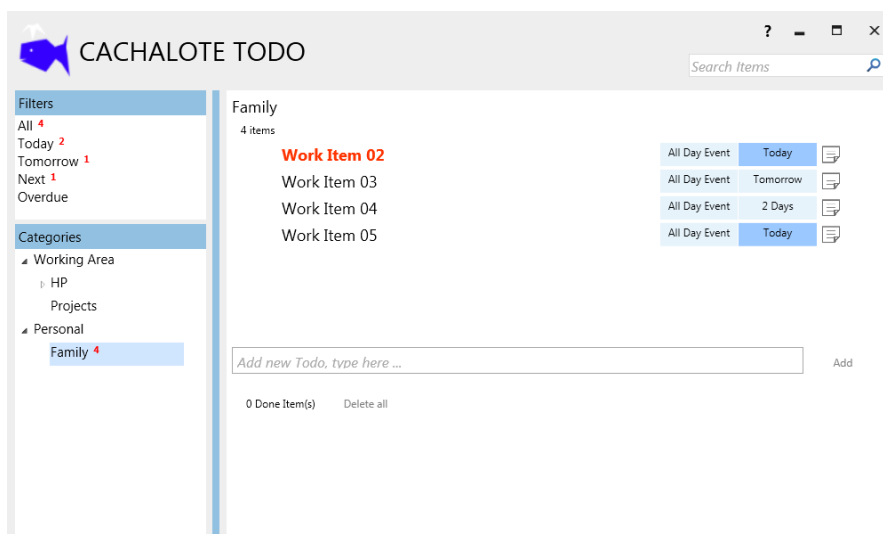 CACHALOTE TODO
?
Search Items
Filters
All 4
Today 2
Tomorrow 1
Next 1
Overdue
Categories
Working Area
HP
Projects
Personal
Family 4
Family
4 items
Work Item 02 All Day Event Today
Work Item 03 All Day Event Tomorrow
Work Item 04 All Day Event 2 Days
Work Item 05 All Day Event Today
Add new Todo, type here ... Add
0 Done Item(s) Delete all